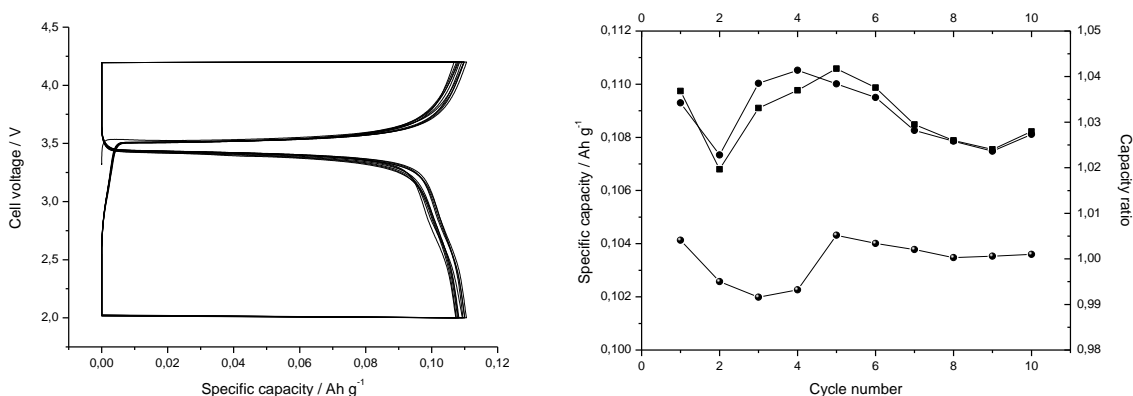 4,5
4,0
3,5
3,0
2,5
2,0
Cell voltage / V
0,00 0,02 0,04 0,06 0,08 0,10 0,12
Specific capacity / Ah g⁻¹
0 2 4 6 8 10
0,112
0,110
0,108
0,106
0,104
0,102
0,100
Specific capacity / Ah g⁻¹
1,05
1,04
1,03
1,02
1,01
1,00
0,99
0,98
Capacity ratio
0 2 4 6 8 10
Cycle number